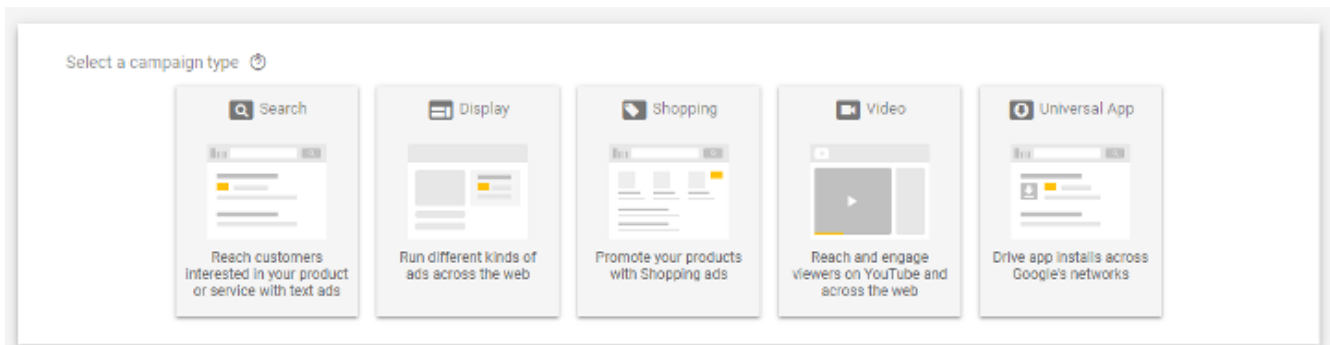 Select a campaign type
Search
Reach customers
interested in your product
or service with text ads
Display
Run different kinds of
ads across the web
Shopping
Promote your products
with Shopping ads
Video
Reach and engage
viewers on YouTube and
across the web
Universal App
Drive app installs across
Google's networks